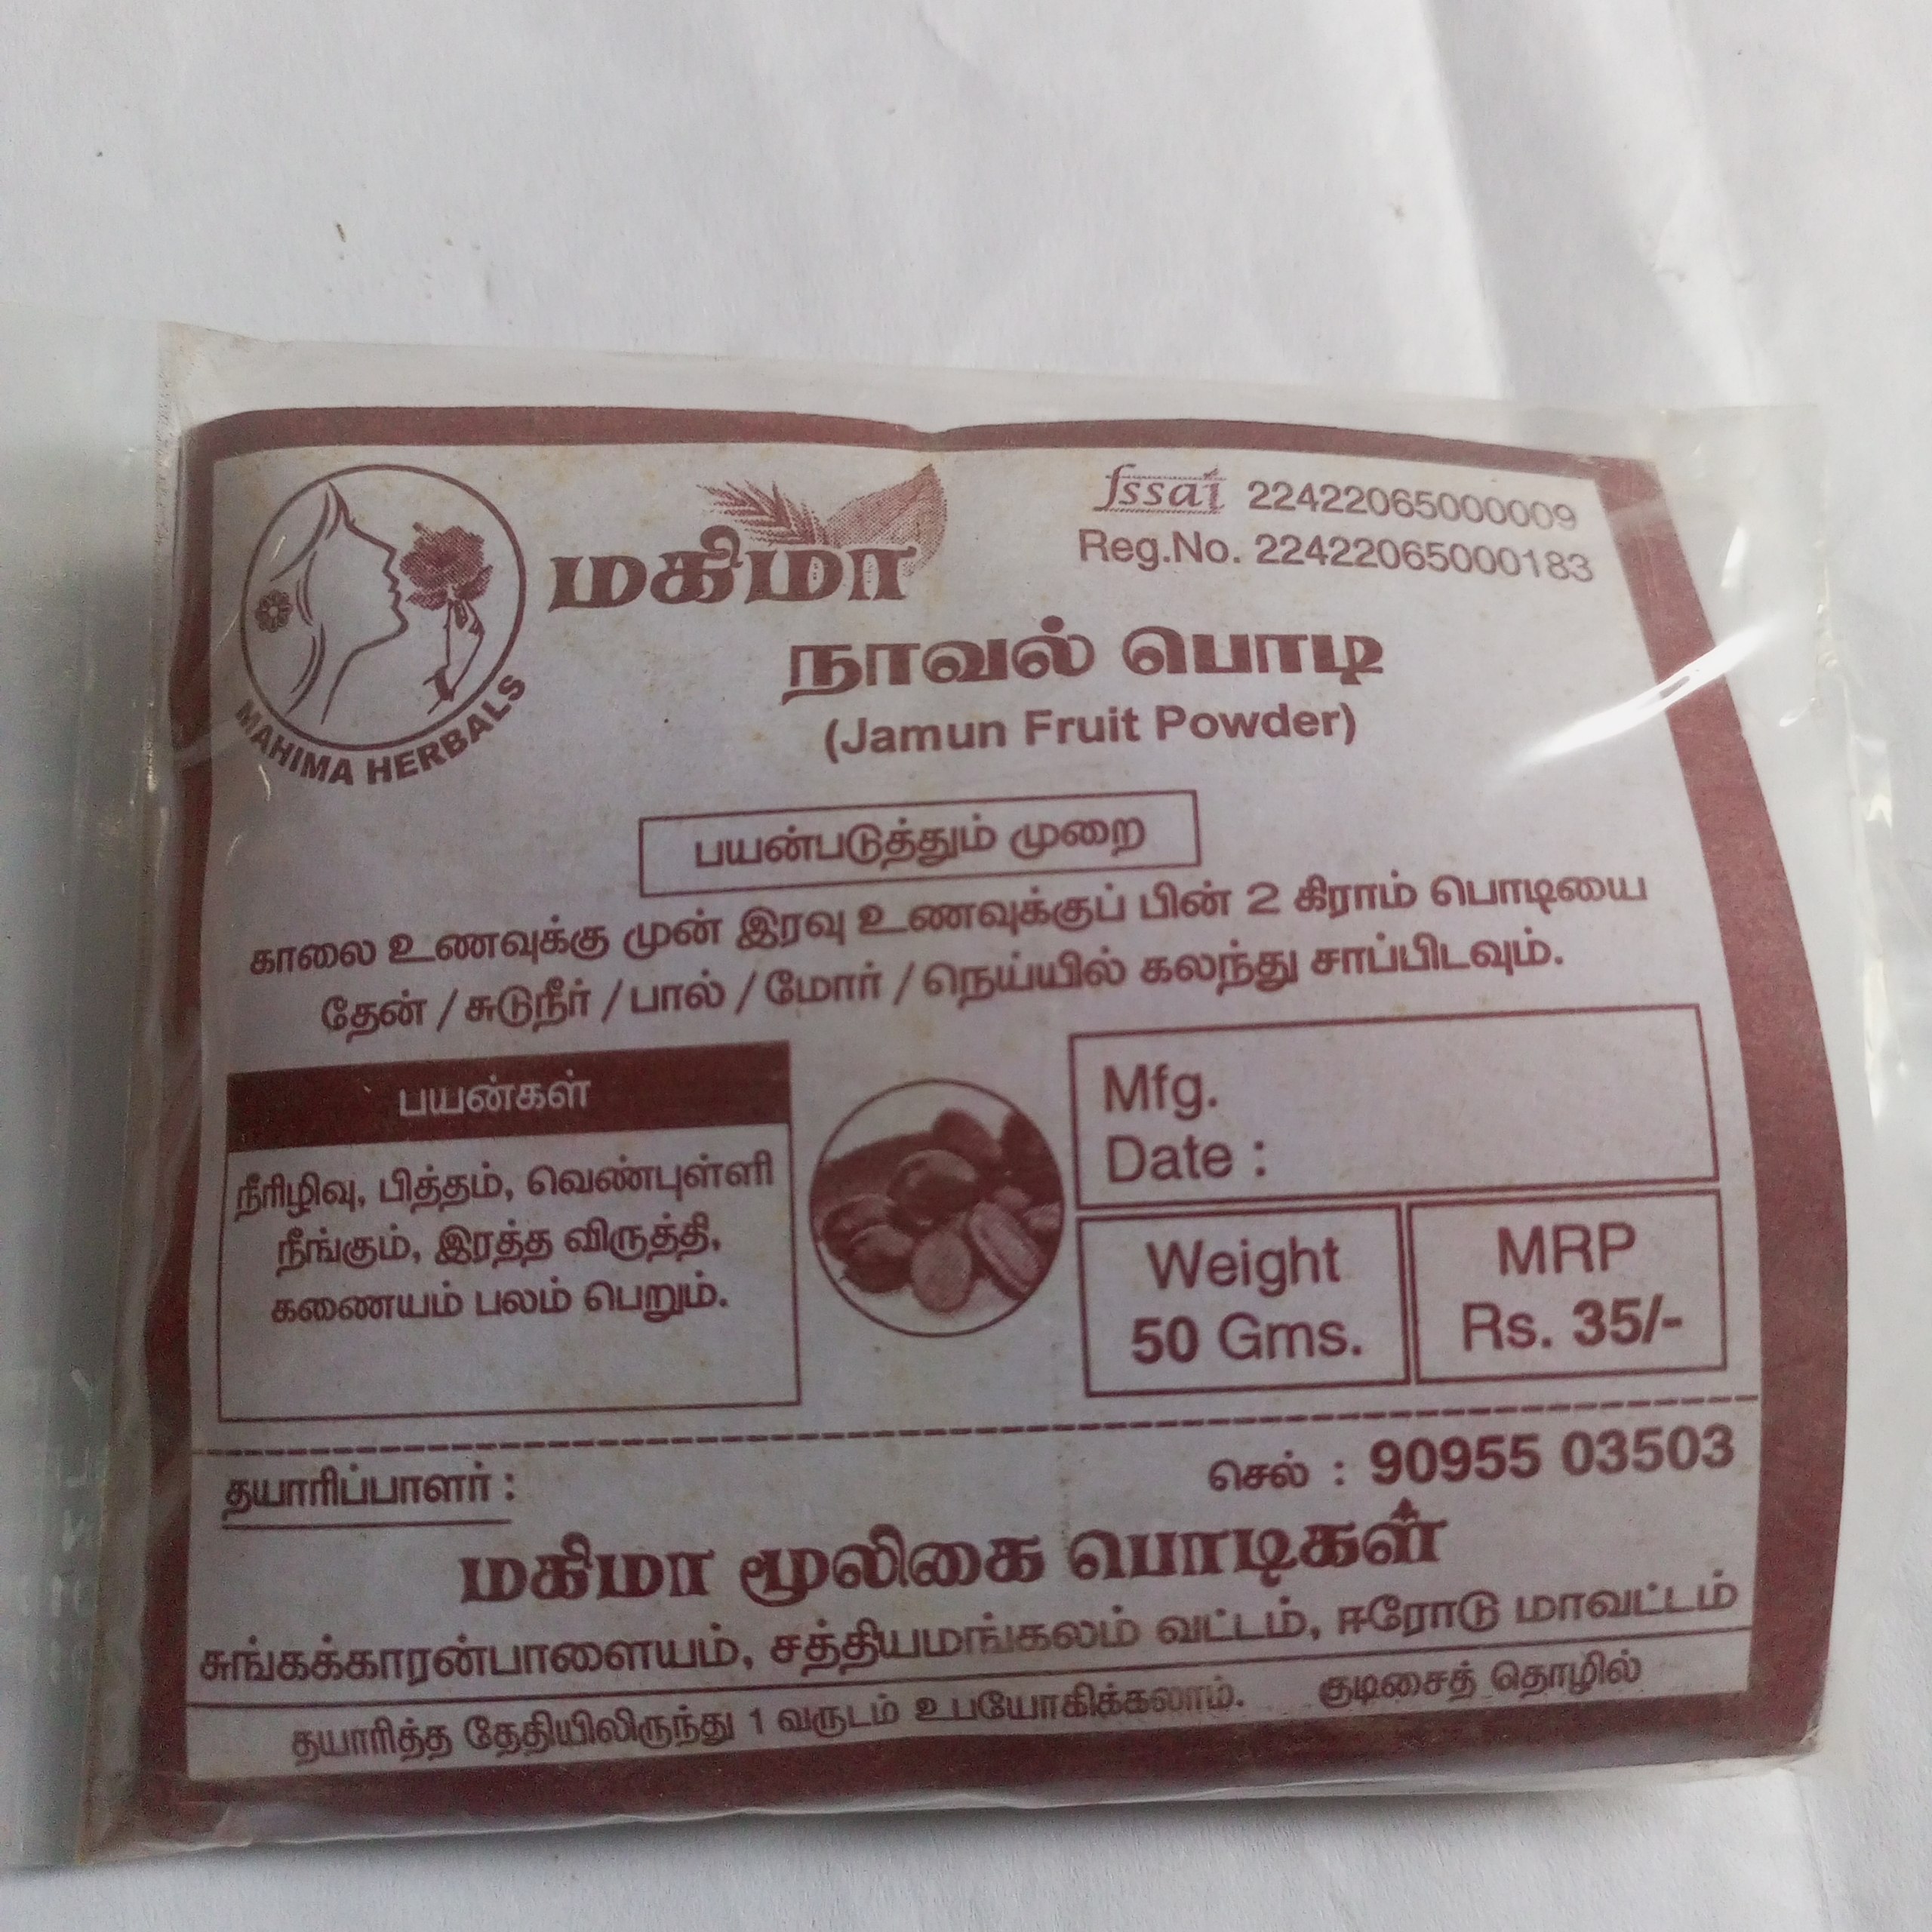 MAHIMA HERBALS
மகிமா
fssai 22422065000009
Reg.No. 22422065000183
நாவல் பொடி
(Jamun Fruit Powder)
பயன்படுத்தும் முறை
காலை உணவுக்கு முன் இரவு உணவுக்குப் பின் 2 கிராம் பொடியை
தேன் / சுடுநீர் / பால் / மோர் / நெய்யில் கலந்து சாப்பிடவும்.
பயன்கள்
நீரிழிவு, பித்தம், வெண்புள்ளி
நீங்கும், இரத்த விருத்தி,
கணையம் பலம் பெறும்.
Mfg.
Date :
Weight
50 Gms.
MRP
Rs. 35/-
தயாரிப்பாளர் :
செல் : 90955 03503
மகிமா மூலிகை பொடிகள்
சுங்கக்காரன்பாளையம், சத்தியமங்கலம் வட்டம், ஈரோடு மாவட்டம்
தயாரித்த தேதியிலிருந்து 1 வருடம் உபயோகிக்கலாம். குடிசைத் தொழில்